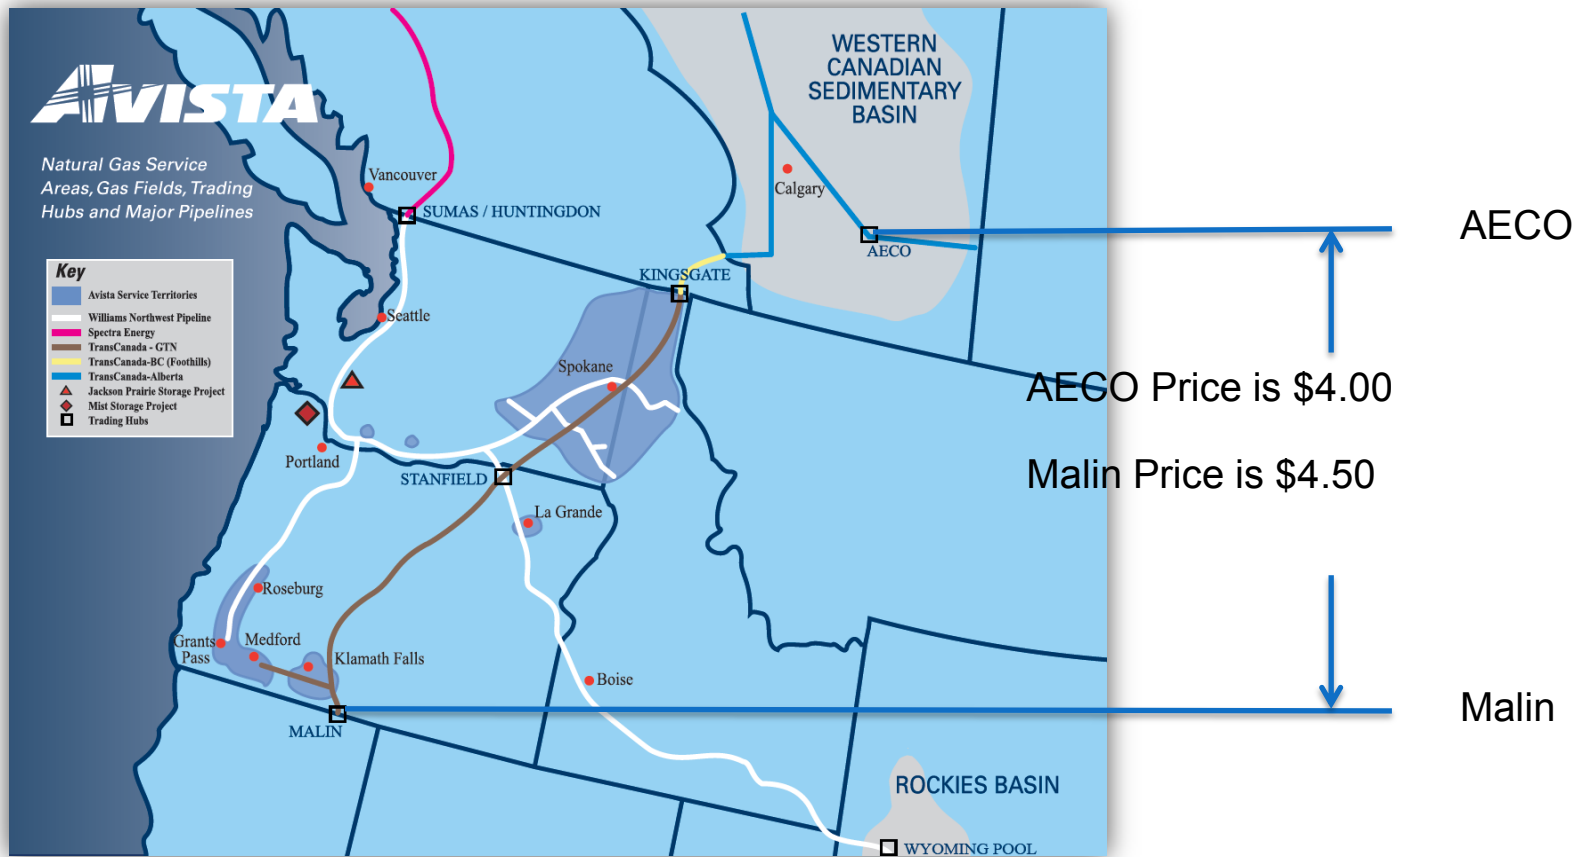 AVISTA
Natural Gas Service
Areas, Gas Fields, Trading
Hubs and Major Pipelines
Key
Avista Service Territories
Williams Northwest Pipeline
Spectra Energy
TransCanada - GTN
TransCanada-BC (Foothills)
TransCanada-Alberta
Jackson Prairie Storage Project
Mist Storage Project
Trading Hubs
WESTERN
CANADIAN
SEDIMENTARY
BASIN
Vancouver
SUMAS / HUNTINGDON
Calgary
AECO
KINGSGATE
Seattle
Spokane
Portland
STANFIELD
La Grande
Roseburg
Grants
Pass
Medford
Klamath Falls
Boise
MALIN
ROCKIES BASIN
WYOMING POOL
AECO
AECO Price is $4.00
Malin Price is $4.50
Malin